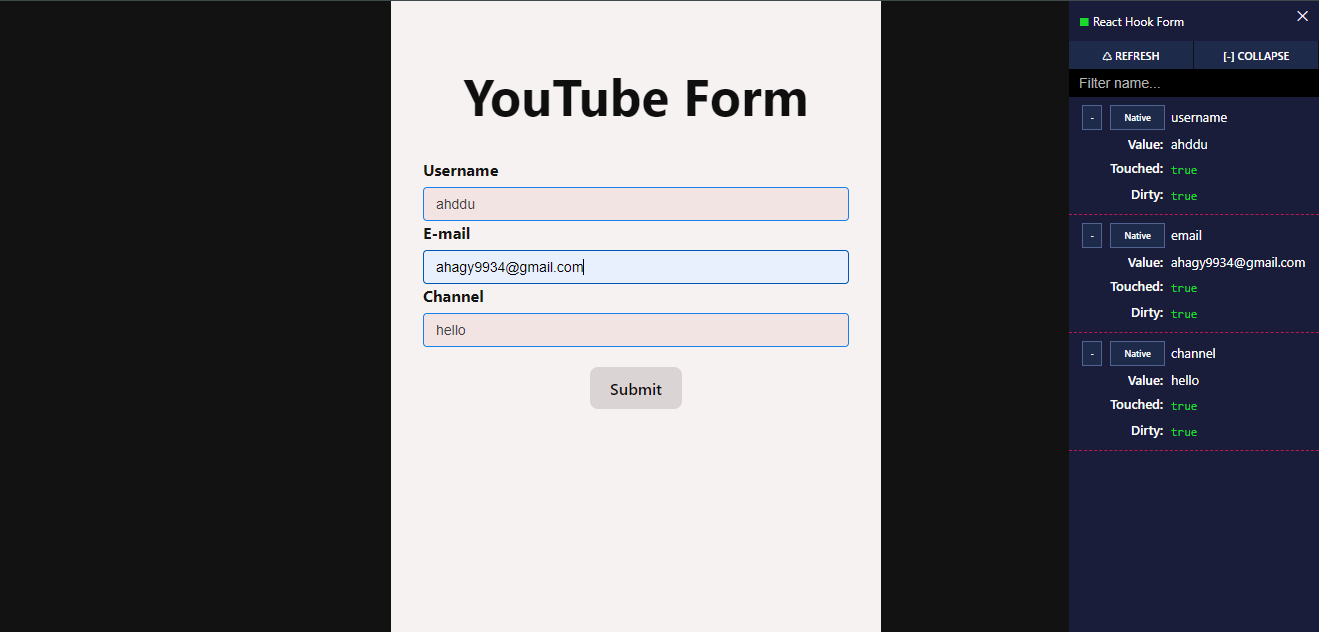 YouTube Form
Username
ahddu
E-mail
ahagy9934@gmail.com
Channel
hello
Submit
React Hook Form
REFRESH
[-] COLLAPSE
Filter name...
- Native username
Value: ahddu
Touched: true
Dirty: true
- Native email
Value: ahagy9934@gmail.com
Touched: true
Dirty: true
- Native channel
Value: hello
Touched: true
Dirty: true